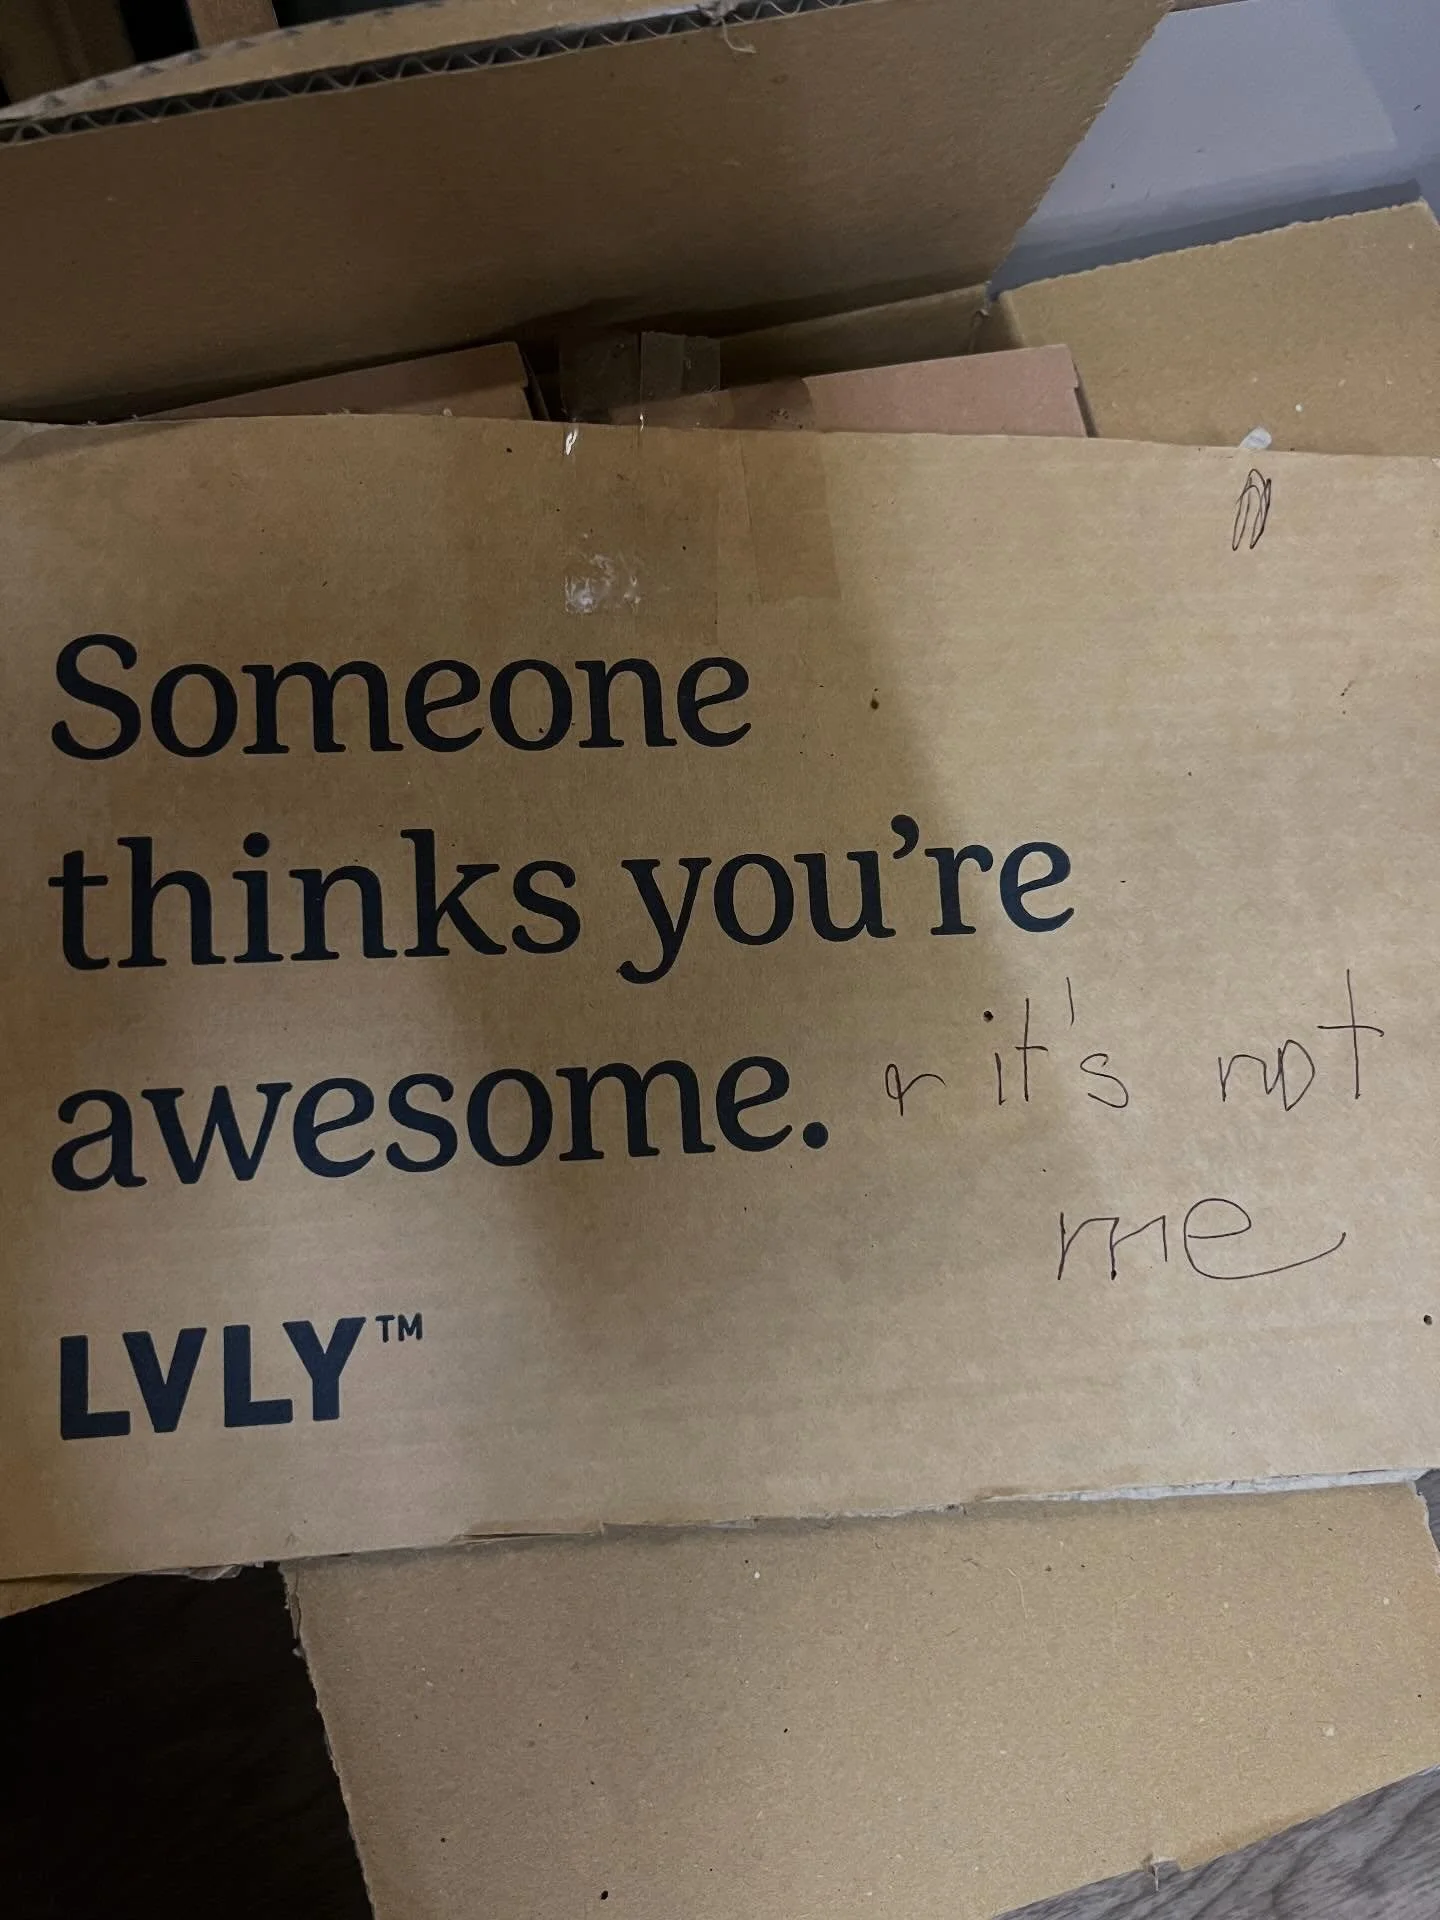 Someone
thinks you're
awesome. & it's not
me
LVLY™